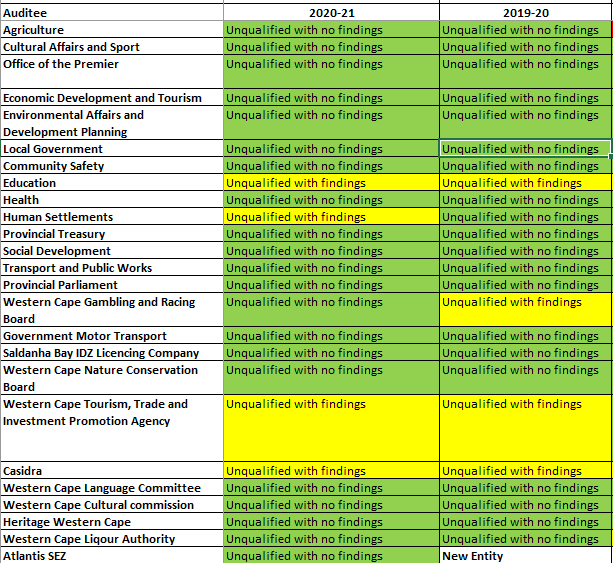 Auditee 2020-21 2019-20
Agriculture Unqualified with no findings Unqualified with no findings
Cultural Affairs and Sport Unqualified with no findings Unqualified with no findings
Office of the Premier Unqualified with no findings Unqualified with no findings
Economic Development and Tourism Unqualified with no findings Unqualified with no findings
Environmental Affairs and Unqualified with no findings Unqualified with no findings
Development Planning
Local Government Unqualified with no findings Unqualified with no findings
Community Safety Unqualified with no findings Unqualified with no findings
Education Unqualified with findings Unqualified with findings
Health Unqualified with no findings Unqualified with no findings
Human Settlements Unqualified with findings Unqualified with no findings
Provincial Treasury Unqualified with no findings Unqualified with no findings
Social Development Unqualified with no findings Unqualified with no findings
Transport and Public Works Unqualified with no findings Unqualified with no findings
Provincial Parliament Unqualified with no findings Unqualified with no findings
Western Cape Gambling and Racing Unqualified with no findings Unqualified with findings
Board
Government Motor Transport Unqualified with no findings Unqualified with no findings
Saldanha Bay IDZ Licencing Company Unqualified with no findings Unqualified with no findings
Western Cape Nature Conservation Unqualified with no findings Unqualified with no findings
Board
Western Cape Tourism, Trade and Unqualified with findings Unqualified with findings
Investment Promotion Agency
Casidra Unqualified with findings Unqualified with findings
Western Cape Language Committee Unqualified with no findings Unqualified with no findings
Western Cape Cultural commission Unqualified with no findings Unqualified with no findings
Heritage Western Cape Unqualified with no findings Unqualified with no findings
Western Cape Liqour Authority Unqualified with no findings Unqualified with no findings
Atlantis SEZ Unqualified with no findings New Entity